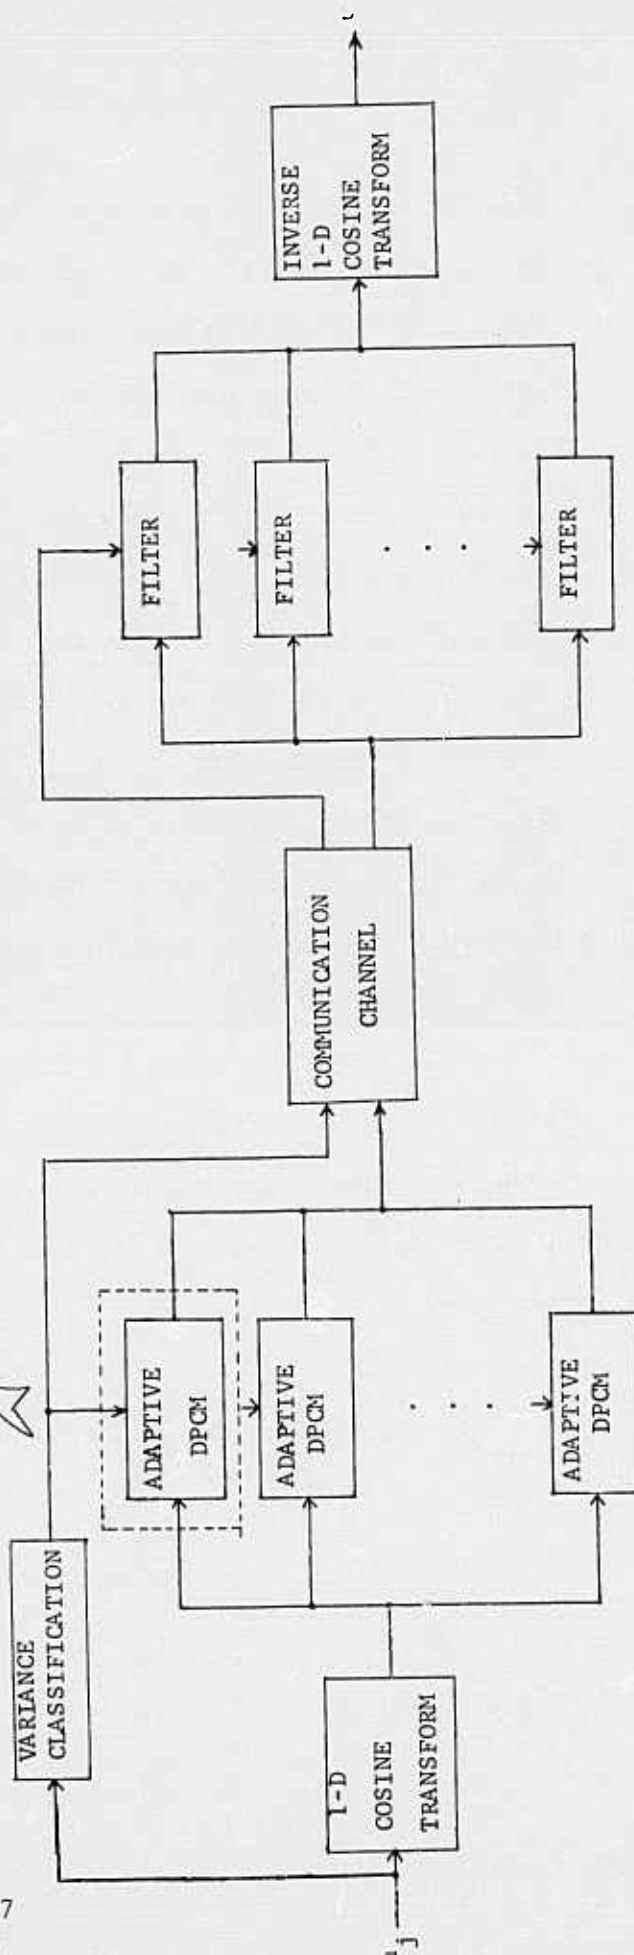 VARIANCE
CLASSIFICATION
1-D
COSINE
TRANSFORM
j
ADAPTIVE
DPCM
ADAPTIVE
DPCM
. . .
ADAPTIVE
DPCM
COMMUNICATION
CHANNEL
FILTER
FILTER
. . .
FILTER
INVERSE
1-D
COSINE
TRANSFORM
7